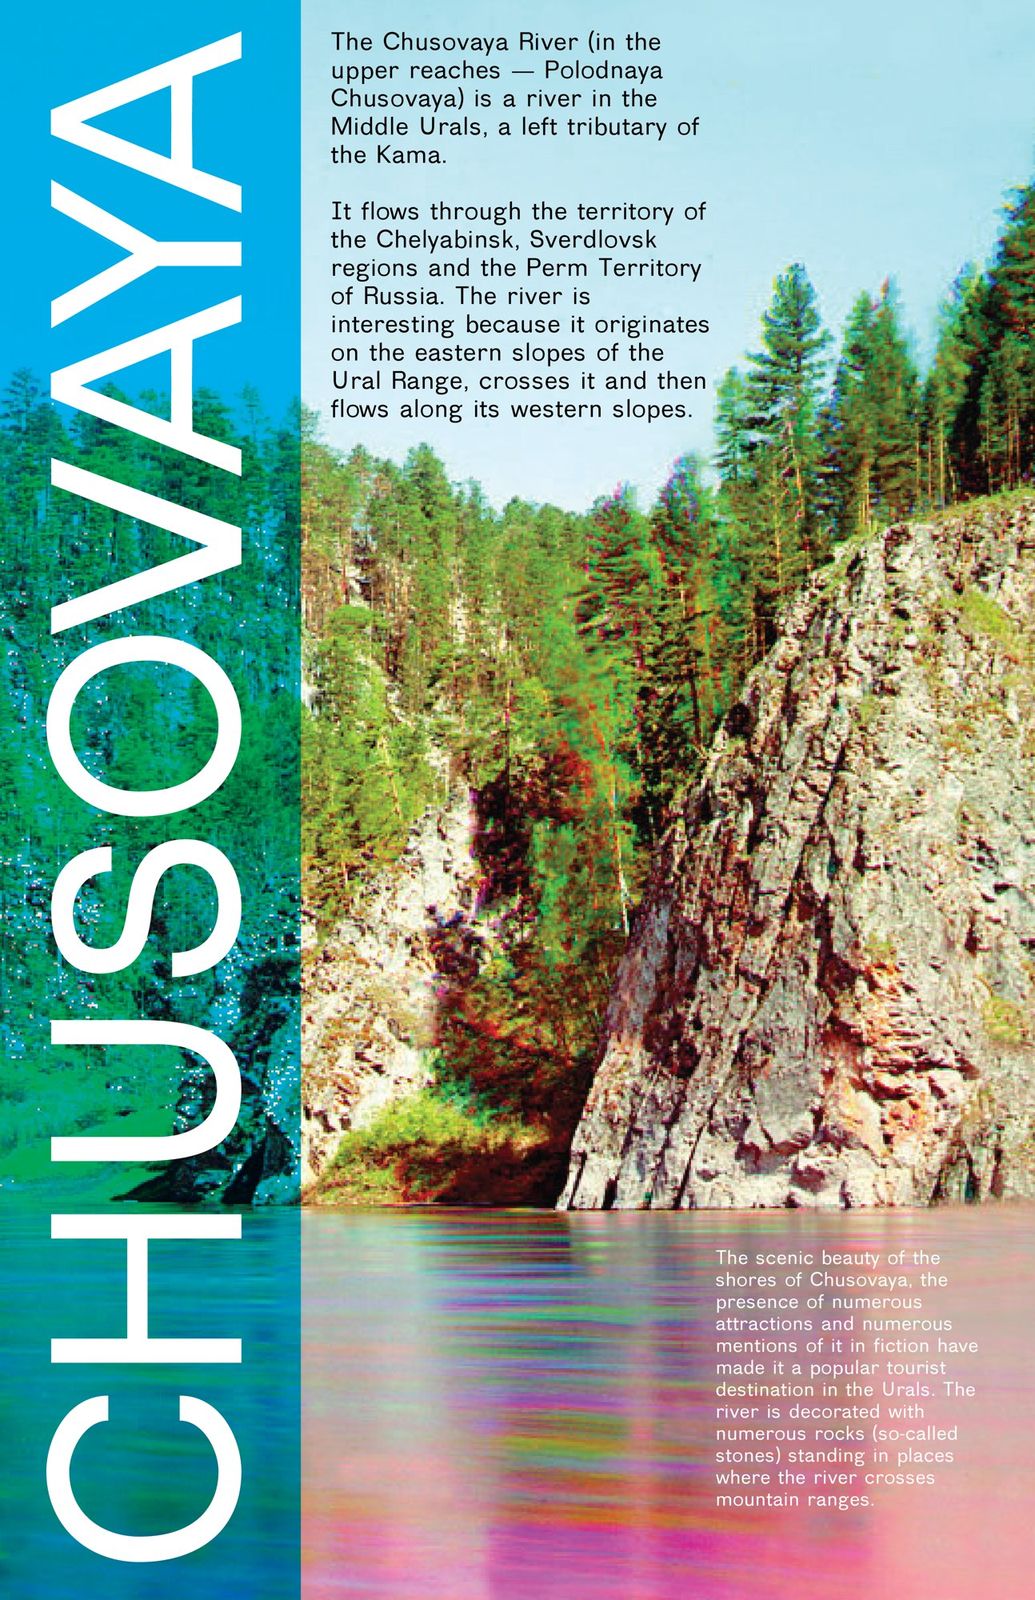 CHUSOVAYA
The Chusovaya River (in the
upper reaches — Polodnaya
Chusovaya) is a river in the
Middle Urals, a left tributary of
the Kama.
It flows through the territory of
the Chelyabinsk, Sverdlovsk
regions and the Perm Territory
of Russia. The river is
interesting because it originates
on the eastern slopes of the
Ural Range, crosses it and then
flows along its western slopes.
The scenic beauty of the
shores of Chusovaya, the
presence of numerous
attractions and numerous
mentions of it in fiction have
made it a popular tourist
destination in the Urals. The
river is decorated with
numerous rocks (so-called
stones) standing in places
where the river crosses
mountain ranges.